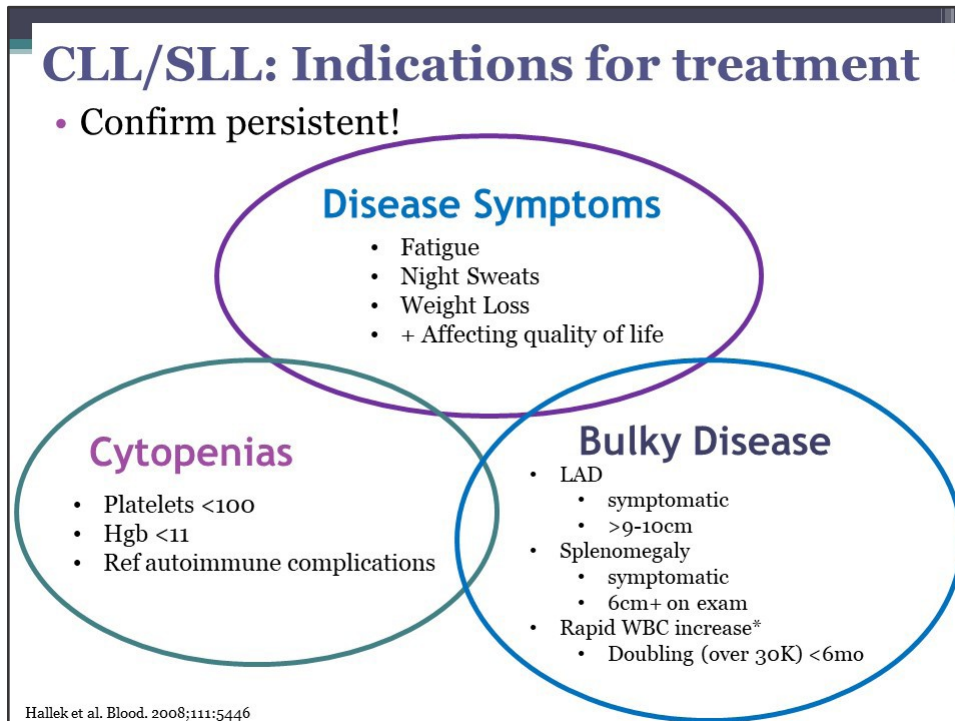 CLL/SLL: Indications for treatment
• Confirm persistent!
Disease Symptoms
• Fatigue
• Night Sweats
• Weight Loss
• + Affecting quality of life
Cytopenias
• Platelets <100
• Hgb <11
• Ref autoimmune complications
Bulky Disease
• LAD
• symptomatic
• >9-10cm
• Splenomegaly
• symptomatic
• 6cm+ on exam
• Rapid WBC increase*
• Doubling (over 30K) <6mo
Hallek et al. Blood. 2008;111:5446